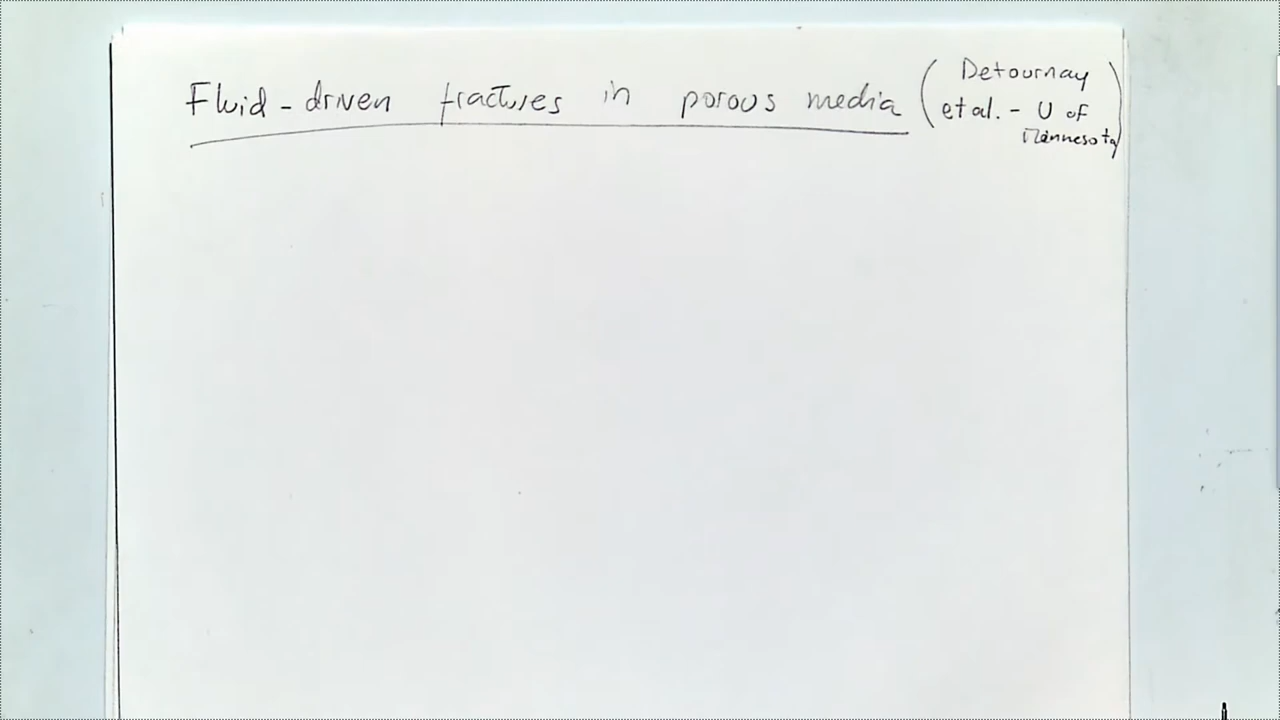 Fluid-driven fractures in porous media
(Detournay
et al. - U of
Minnesota)